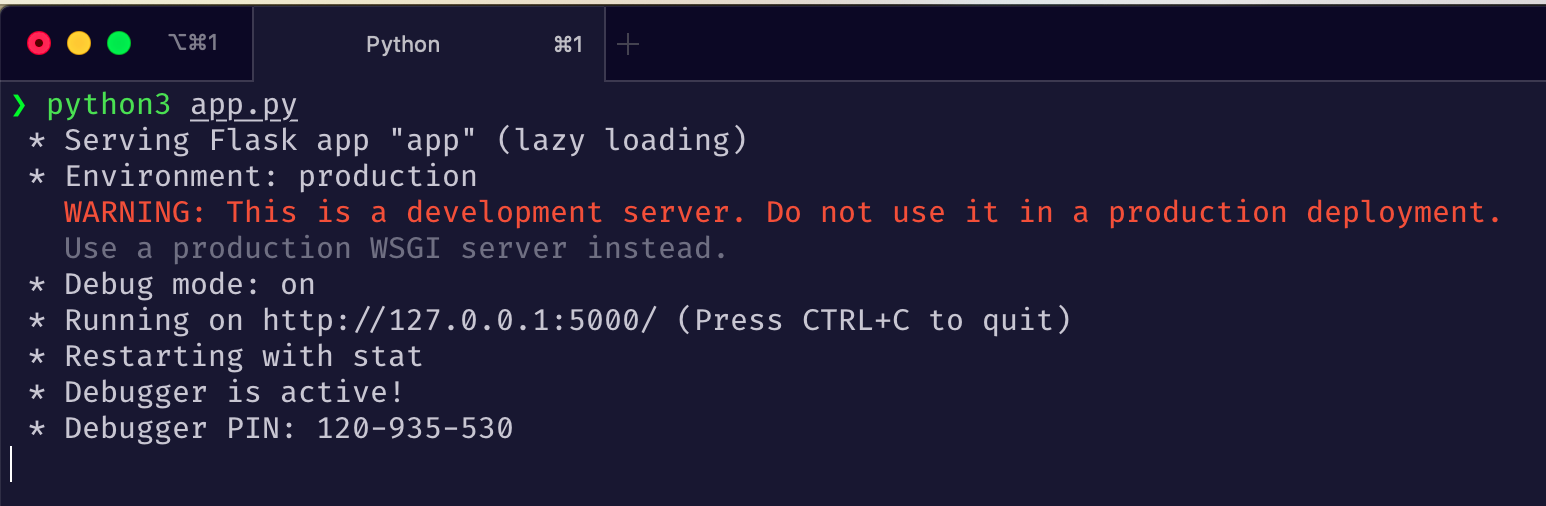 ⌥⌘1 Python ⌘1 +
❯ python3 app.py
* Serving Flask app "app" (lazy loading)
* Environment: production
WARNING: This is a development server. Do not use it in a production deployment.
Use a production WSGI server instead.
* Debug mode: on
* Running on http://127.0.0.1:5000/ (Press CTRL+C to quit)
* Restarting with stat
* Debugger is active!
* Debugger PIN: 120-935-530